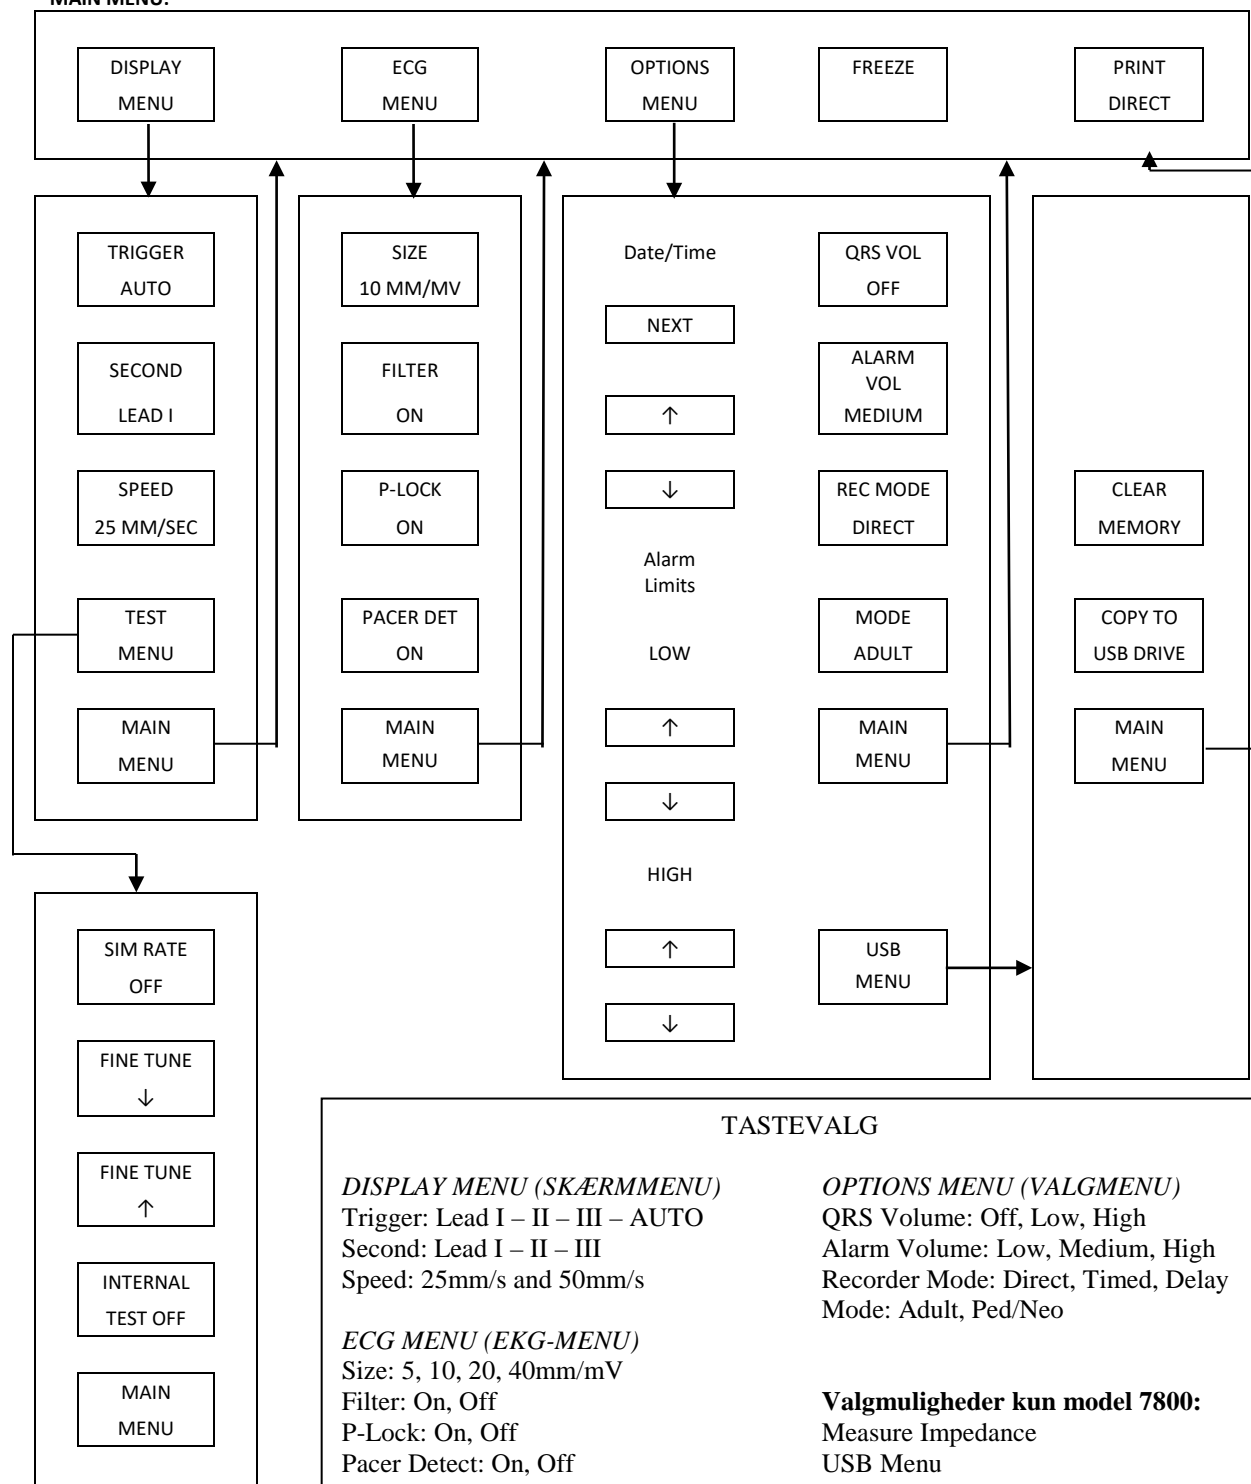 MAIN MENU:
DISPLAY
MENU
ECG
MENU
OPTIONS
MENU
FREEZE
PRINT
DIRECT
TRIGGER
AUTO
SECOND
LEAD I
SPEED
25 MM/SEC
TEST
MENU
MAIN
MENU
SIZE
10 MM/MV
FILTER
ON
P-LOCK
ON
PACER DET
ON
MAIN
MENU
Date/Time
NEXT
↑
↓
Alarm
Limits
LOW
↑
↓
HIGH
↑
↓
QRS VOL
OFF
ALARM
VOL
MEDIUM
REC MODE
DIRECT
MODE
ADULT
MAIN
MENU
USB
MENU
CLEAR
MEMORY
COPY TO
USB DRIVE
MAIN
MENU
SIM RATE
OFF
FINE TUNE
↓
FINE TUNE
↑
INTERNAL
TEST OFF
MAIN
MENU
TASTEVALG
DISPLAY MENU (SKÆRMMENU)
Trigger: Lead I – II – III – AUTO
Second: Lead I – II – III
Speed: 25mm/s and 50mm/s
ECG MENU (EKG-MENU)
Size: 5, 10, 20, 40mm/mV
Filter: On, Off
P-Lock: On, Off
Pacer Detect: On, Off
OPTIONS MENU (VALGMENU)
QRS Volume: Off, Low, High
Alarm Volume: Low, Medium, High
Recorder Mode: Direct, Timed, Delay
Mode: Adult, Ped/Neo
Valgmuligheder kun model 7800:
Measure Impedance
USB Menu